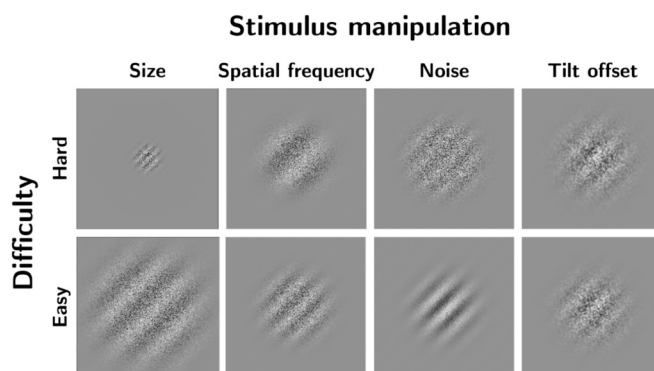 Stimulus manipulation
Size Spatial frequency Noise Tilt offset
Difficulty
Hard
Easy